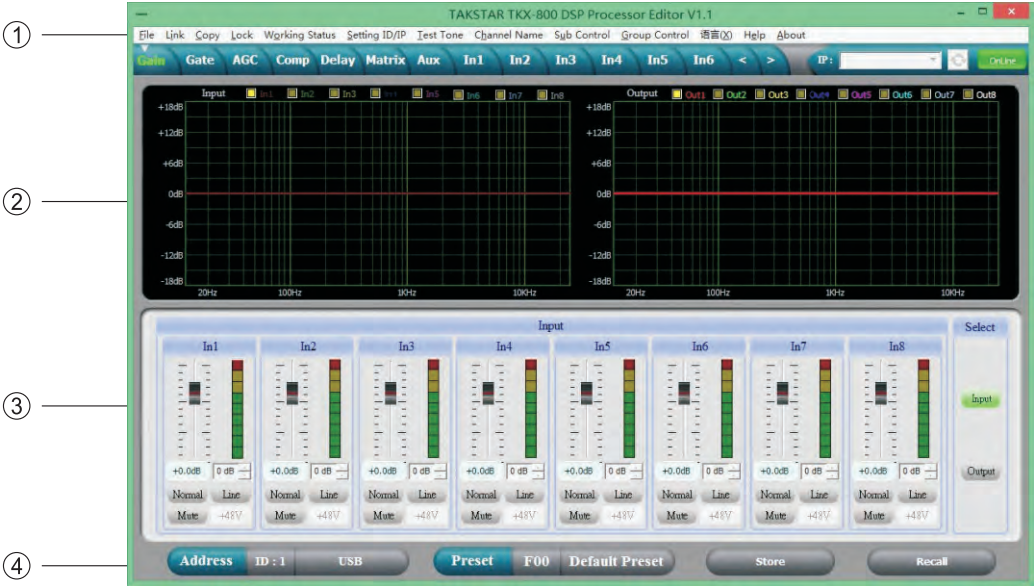 TAKSTAR TKX-800 DSP Processor Editor V1.1
① File Link Copy Lock Working Status Setting ID/IP Test Tone Channel Name Sub Control Group Control 语言(X) Help About
Gain Gate AGC Comp Delay Matrix Aux In1 In2 In3 In4 In5 In6 < > IP: OnLine
Input In1 In2 In3 In5 In6 In7 In8
+18dB
+12dB
+6dB
② 0dB
-6dB
-12dB
-18dB
20Hz 100Hz 1KHz 10KHz
Output Out1 Out2 Out3 Out4 Out5 Out6 Out7 Out8
+18dB
+12dB
+6dB
0dB
-6dB
-12dB
-18dB
20Hz 100Hz 1KHz 10KHz
Input Select
In1 In2 In3 In4 In5 In6 In7 In8
③ Input
+0.0dB 0 dB +0.0dB 0 dB +0.0dB 0 dB +0.0dB 0 dB +0.0dB 0 dB +0.0dB 0 dB +0.0dB 0 dB +0.0dB 0 dB Output
Normal Line Normal Line Normal Line Normal Line Normal Line Normal Line Normal Line Normal Line
Mute +48V Mute +48V Mute +48V Mute +48V Mute +48V Mute +48V Mute +48V Mute +48V
④ Address ID : 1 USB Preset F00 Default Preset Store Recall